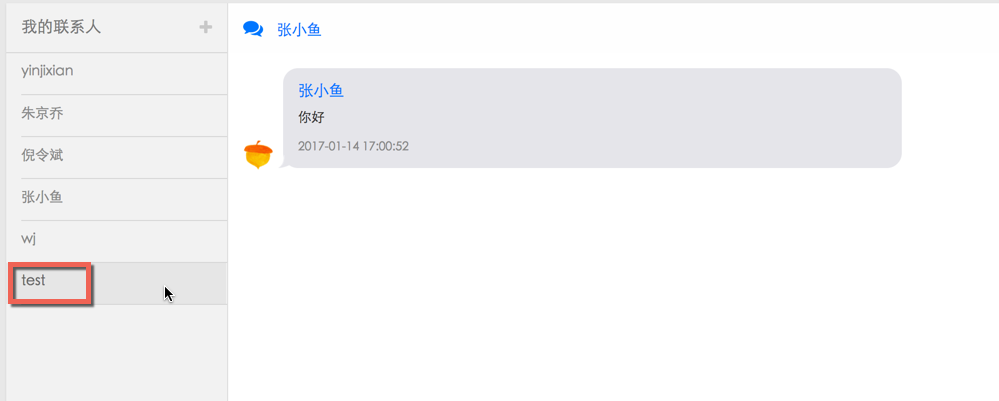 我的联系人
yinjixian
朱京乔
倪令斌
张小鱼
wj
test
张小鱼
张小鱼
你好
2017-01-14 17:00:52